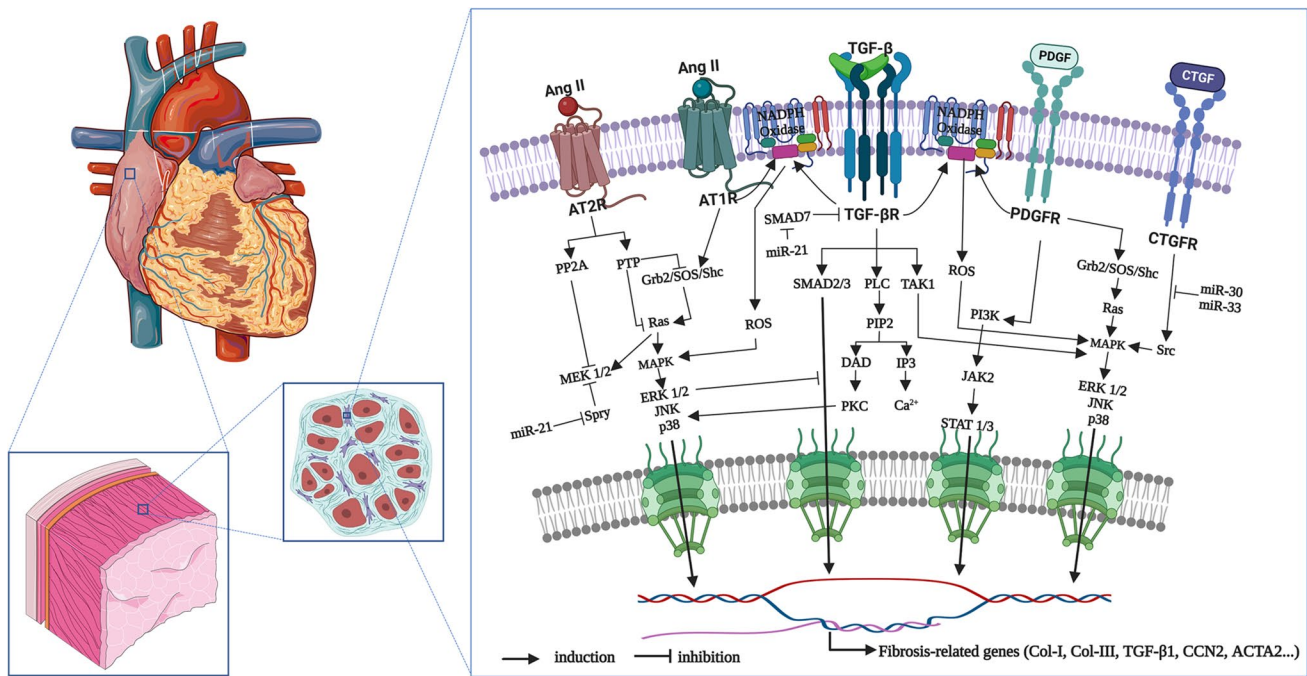 TGF-β
PDGF
CTGF
Ang II
Ang II
NADPH
Oxidase
NADPH
Oxidase
AT2R
AT1R
TGF-βR
PDGFR
CTGFR
SMAD7
miR-21
PP2A
PTP
Grb2/SOS/Shc
SMAD2/3
PLC
TAK1
ROS
Grb2/SOS/Shc
miR-30
miR-33
Ras
ROS
PIP2
PI3K
Ras
MAPK
MAPK
Src
MEK 1/2
DAD
IP3
JAK2
ERK 1/2
JNK
p38
PKC
Ca²⁺
ERK 1/2
JNK
p38
miR-21
Spry
STAT 1/3
induction
inhibition
Fibrosis-related genes (Col-I, Col-III, TGF-β1, CCN2, ACTA2...)